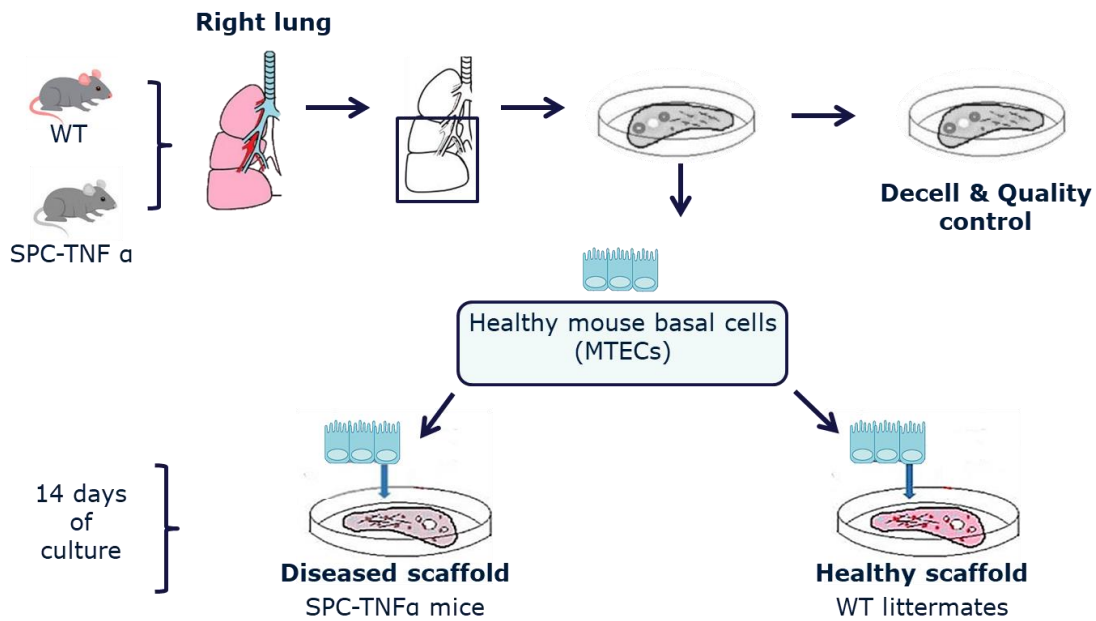 Right lung
WT
SPC-TNF α
Decell & Quality
control
Healthy mouse basal cells
(MTECs)
14 days
of
culture
Diseased scaffold
SPC-TNFα mice
Healthy scaffold
WT littermates